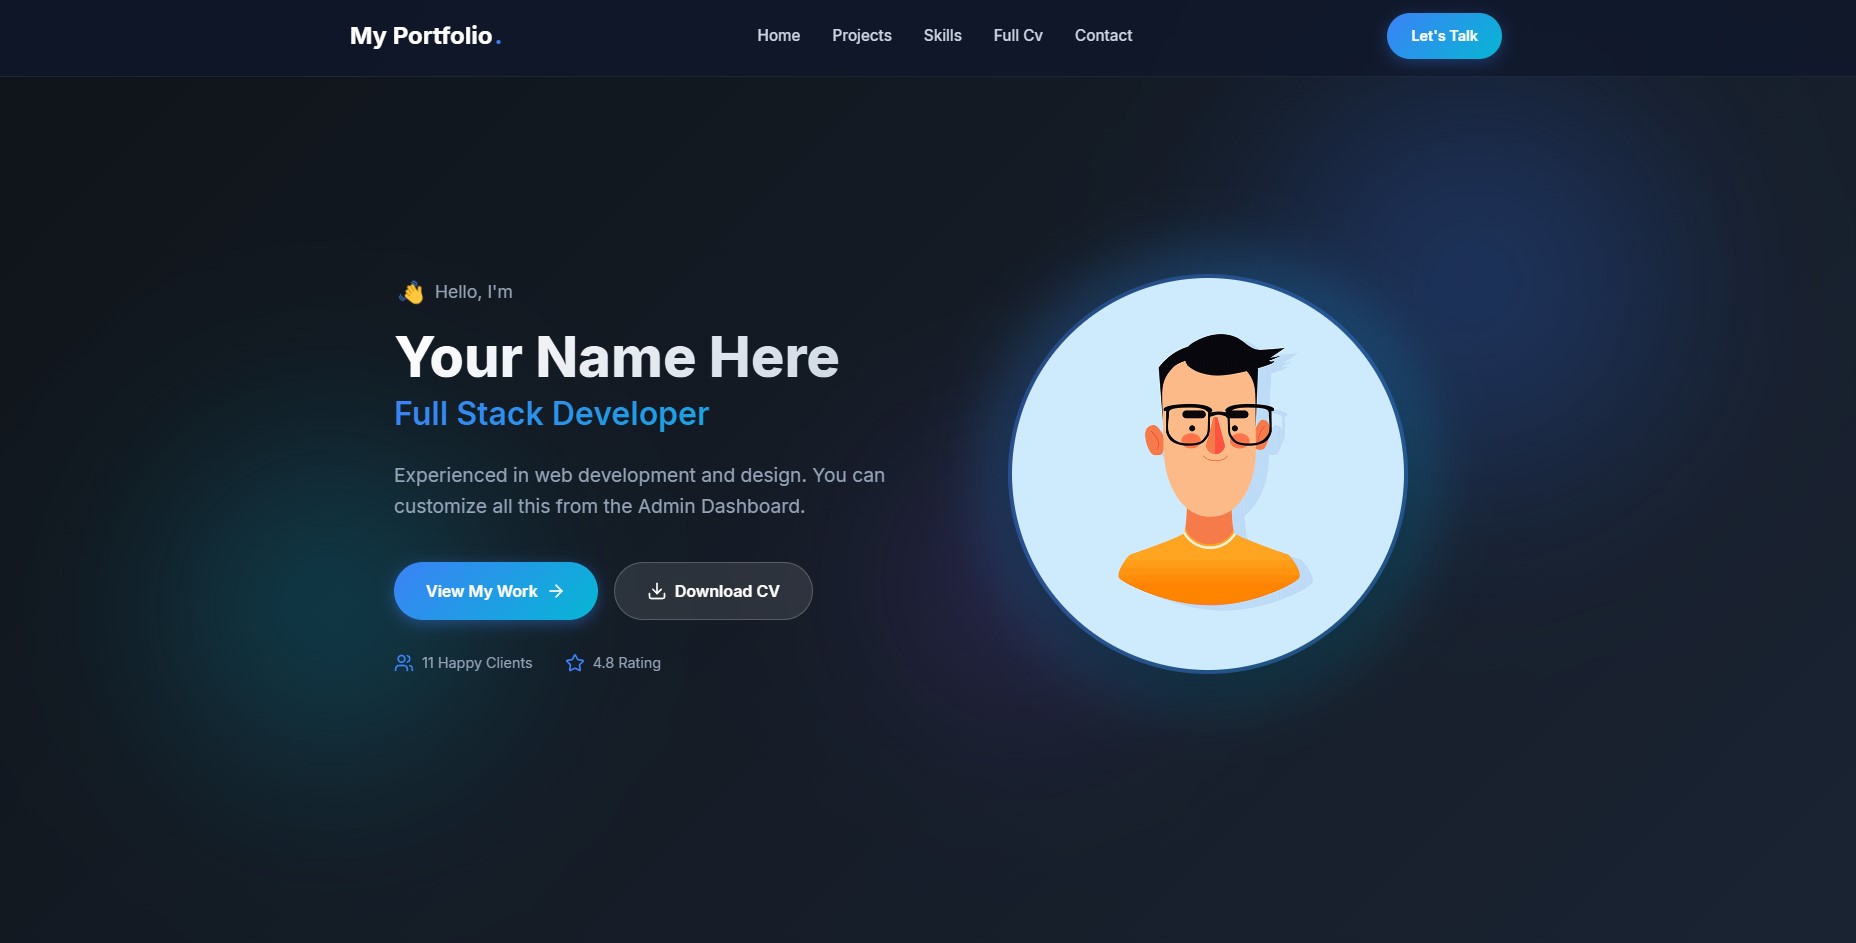 My Portfolio.
Home Projects Skills Full Cv Contact
Let's Talk
👋 Hello, I'm
Your Name Here
Full Stack Developer
Experienced in web development and design. You can
customize all this from the Admin Dashboard.
View My Work →
Download CV
11 Happy Clients
4.8 Rating